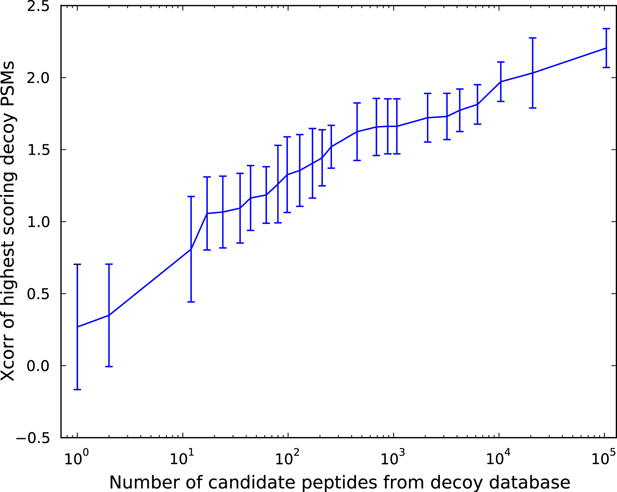 Xcorr of highest scoring decoy PSMs
2.5
2.0
1.5
1.0
0.5
0.0
−0.5
10⁰ 10¹ 10² 10³ 10⁴ 10⁵
Number of candidate peptides from decoy database